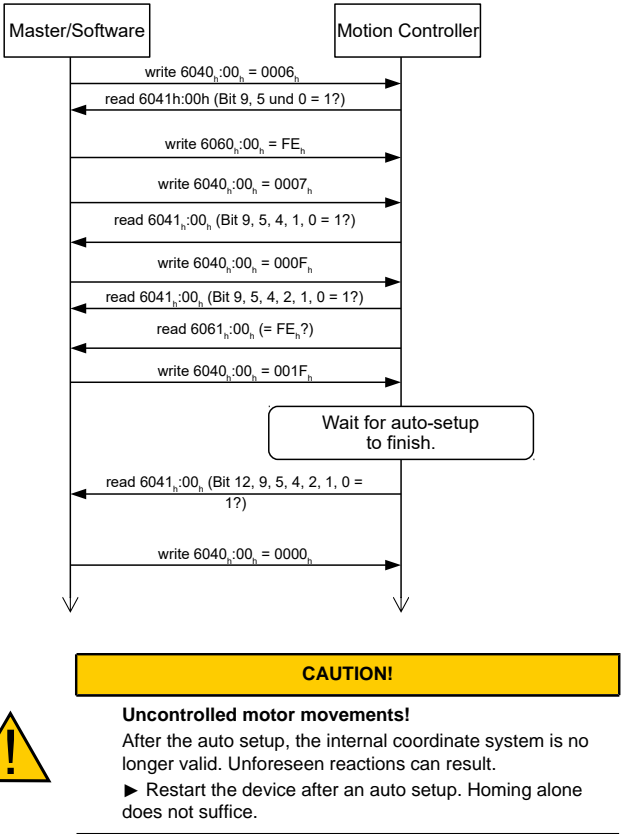 Master/Software
Motion Controller
write 6040h:00h = 0006h
read 6041h:00h (Bit 9, 5 und 0 = 1?)
write 6060h:00h = FEh
write 6040h:00h = 0007h
read 6041h:00h (Bit 9, 5, 4, 1, 0 = 1?)
write 6040h:00h = 000Fh
read 6041h:00h (Bit 9, 5, 4, 2, 1, 0 = 1?)
read 6061h:00h (= FEh?)
write 6040h:00h = 001Fh
Wait for auto-setup
to finish.
read 6041h:00h (Bit 12, 9, 5, 4, 2, 1, 0 =
1?)
write 6040h:00h = 0000h
CAUTION!
!
Uncontrolled motor movements!
After the auto setup, the internal coordinate system is no
longer valid. Unforeseen reactions can result.
► Restart the device after an auto setup. Homing alone
does not suffice.